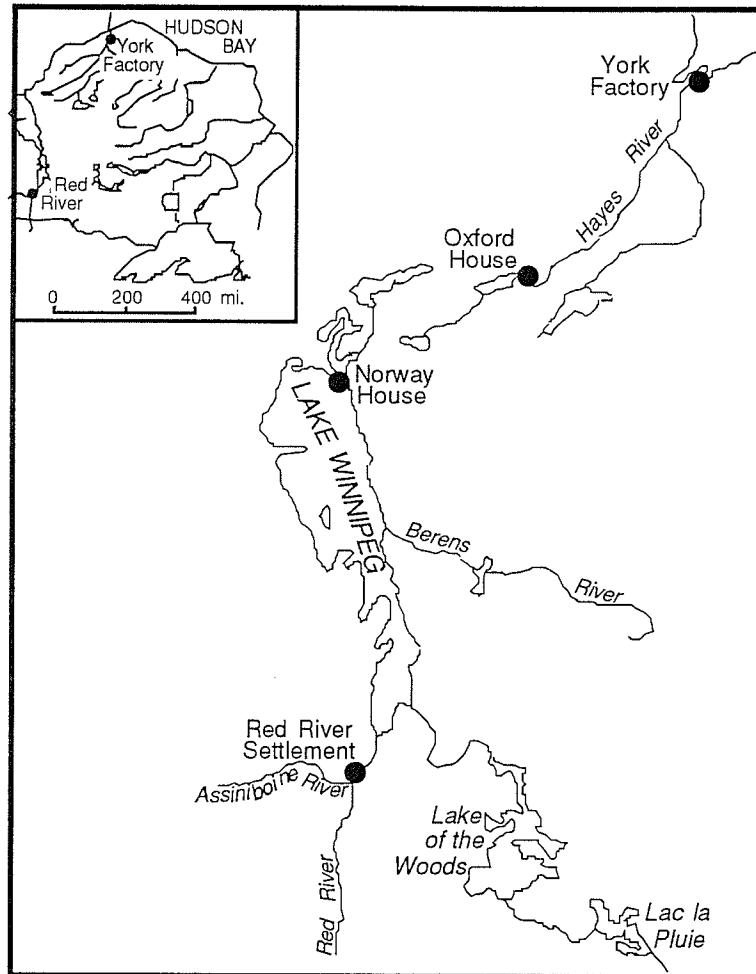 HUDSON
BAY
York
Factory
Red
River
0 200 400 mi.
York
Factory
Hayes River
Oxford
House
Norway
House
LAKE WINNIPEG
Berens River
Red River
Settlement
Assiniboine River
Red River
Lake
of the
Woods
Lac la
Pluie